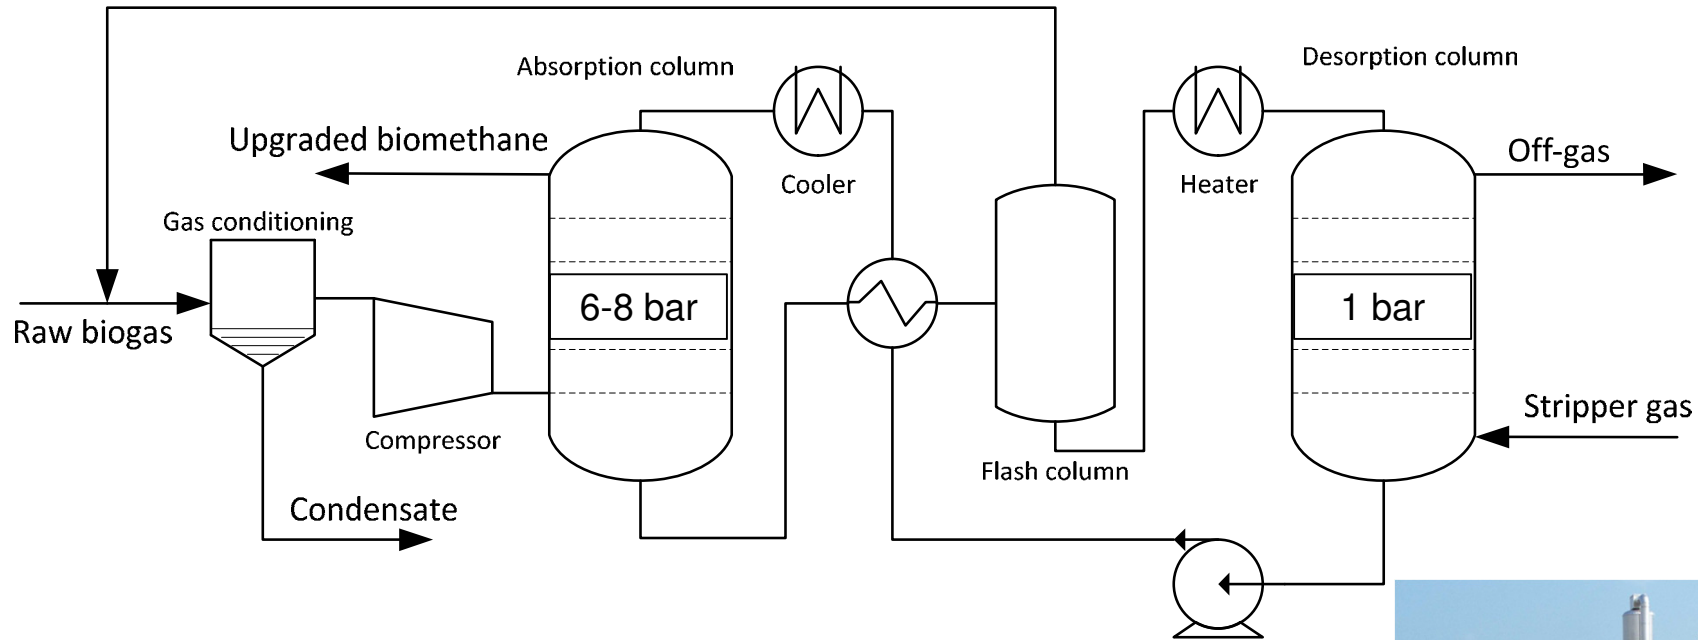 Absorption column
Desorption column
Upgraded biomethane
Off-gas
Cooler
Heater
Gas conditioning
6-8 bar
1 bar
Raw biogas
Stripper gas
Compressor
Flash column
Condensate